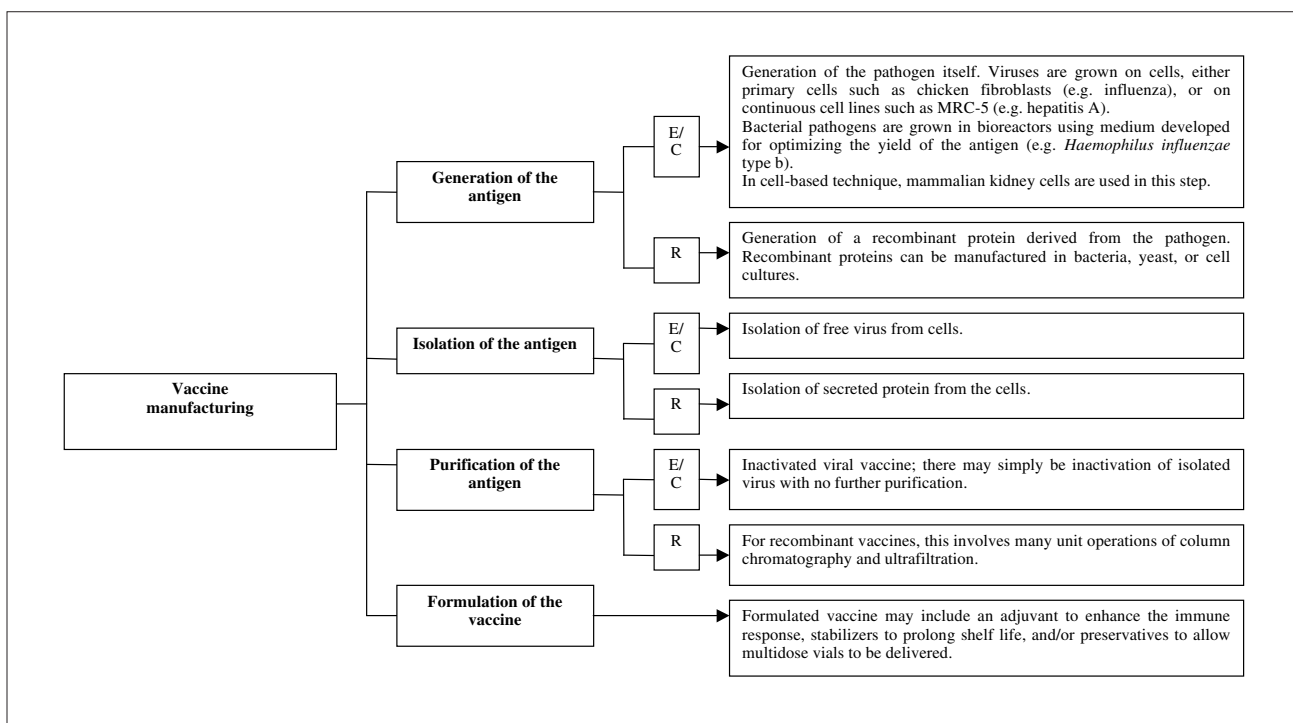 Vaccine
manufacturing
Generation of the
antigen
E/
C
Generation of the pathogen itself. Viruses are grown on cells, either
primary cells such as chicken fibroblasts (e.g. influenza), or on
continuous cell lines such as MRC-5 (e.g. hepatitis A).
Bacterial pathogens are grown in bioreactors using medium developed
for optimizing the yield of the antigen (e.g. Haemophilus influenzae
type b).
In cell-based technique, mammalian kidney cells are used in this step.
R
Generation of a recombinant protein derived from the pathogen.
Recombinant proteins can be manufactured in bacteria, yeast, or cell
cultures.
Isolation of the antigen
E/
C
Isolation of free virus from cells.
R
Isolation of secreted protein from the cells.
Purification of the
antigen
E/
C
Inactivated viral vaccine; there may simply be inactivation of isolated
virus with no further purification.
R
For recombinant vaccines, this involves many unit operations of column
chromatography and ultrafiltration.
Formulation of the
vaccine
Formulated vaccine may include an adjuvant to enhance the immune
response, stabilizers to prolong shelf life, and/or preservatives to allow
multidose vials to be delivered.